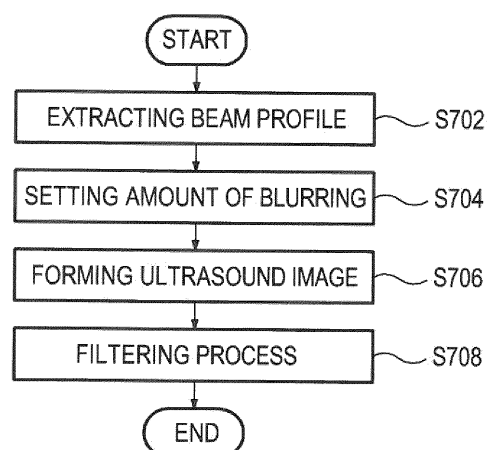 START
EXTRACTING BEAM PROFILE S702
SETTING AMOUNT OF BLURRING S704
FORMING ULTRASOUND IMAGE S706
FILTERING PROCESS S708
END